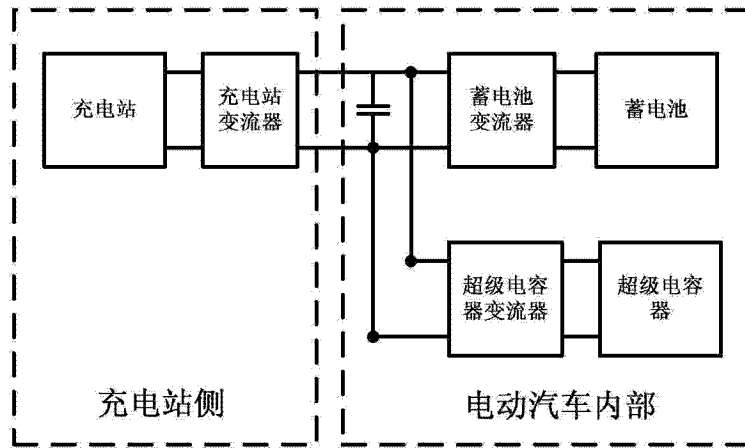 充电站
充电站
变流器
蓄电池
变流器
蓄电池
超级电容
器变流器
超级电容
器
充电站侧
电动汽车内部